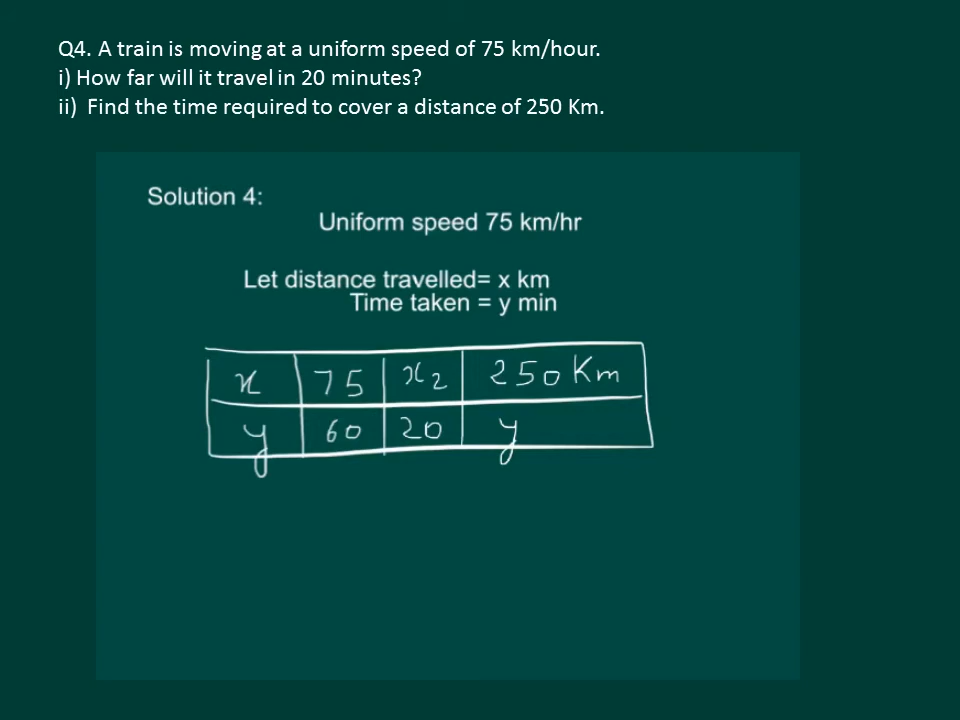 Q4. A train is moving at a uniform speed of 75 km/hour.
i) How far will it travel in 20 minutes?
ii) Find the time required to cover a distance of 250 Km.
Solution 4:
Uniform speed 75 km/hr
Let distance travelled= x km
Time taken = y min
x 75 x2 250 Km
y 60 20 y